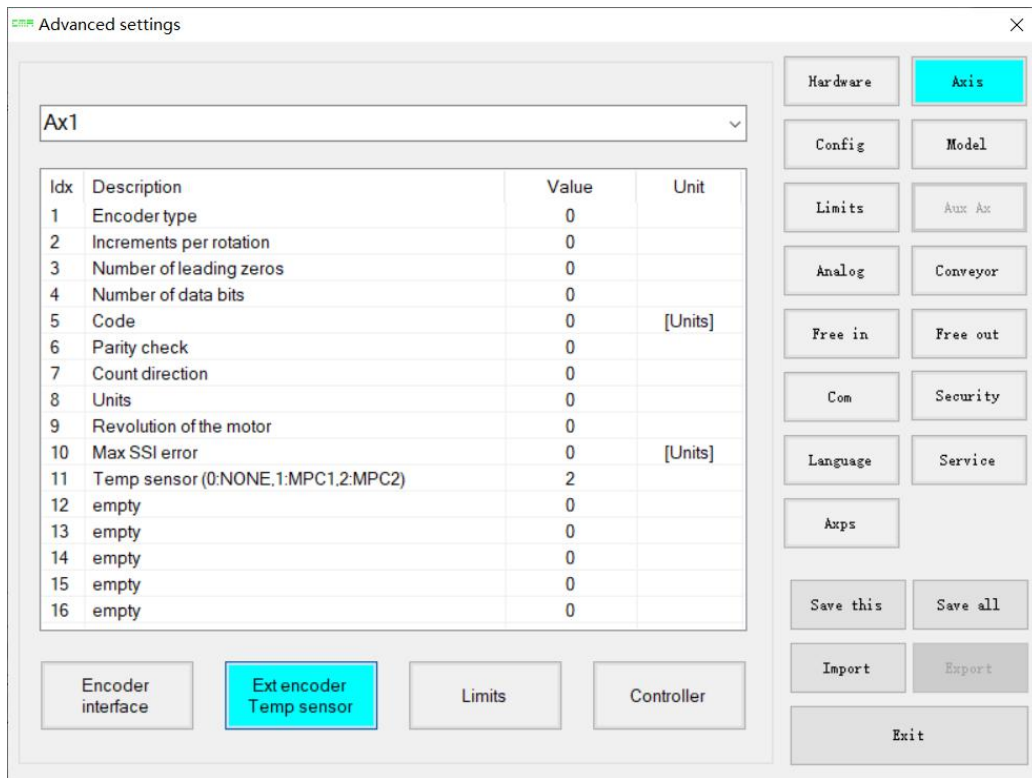 CMA Advanced settings
Ax1
Idx Description Value Unit
1 Encoder type 0
2 Increments per rotation 0
3 Number of leading zeros 0
4 Number of data bits 0
5 Code 0 [Units]
6 Parity check 0
7 Count direction 0
8 Units 0
9 Revolution of the motor 0
10 Max SSI error 0 [Units]
11 Temp sensor (0:NONE,1:MPC1,2:MPC2) 2
12 empty 0
13 empty 0
14 empty 0
15 empty 0
16 empty 0
Encoder
interface
Ext encoder
Temp sensor
Limits
Controller
Hardware Axis
Config Model
Limits Aux Ax
Analog Conveyor
Free in Free out
Com Security
Language Service
Axps
Save this Save all
Import Export
Exit